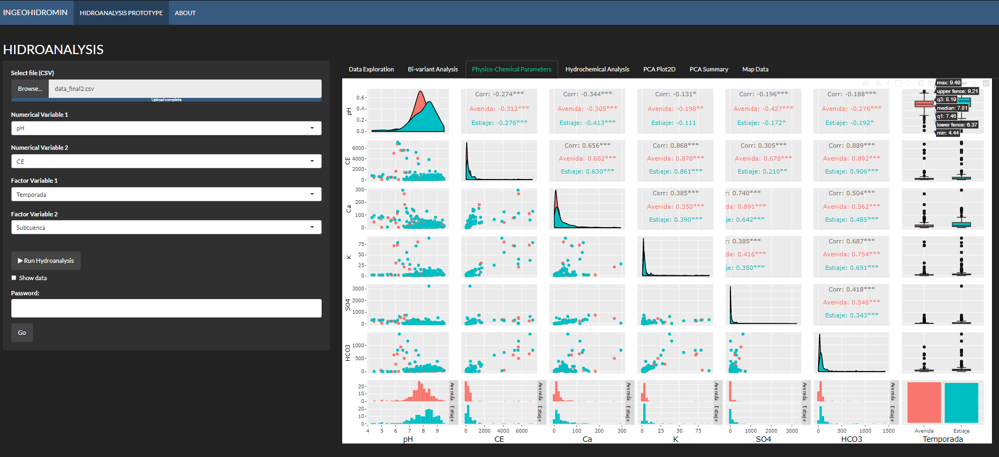 INGEOHIDROMIN HIDROANALYSIS PROTOTYPE ABOUT
HIDROANALYSIS
Select file (CSV)
Browse... data_final2.csv
Upload complete
Numerical Variable 1
pH
Numerical Variable 2
CE
Factor Variable 1
Temporada
Factor Variable 2
Subcuenca
Run Hydroanalysis
Show data
Password:
Go
Data Exploration Bi-variant Analysis Physico-Chemical Parameters Hydrochemical Analysis PCA Plot2D PCA Summary Map Data
pH
0.6
0.4
0.2
0.0
Corr: -0.274*** Corr: -0.344*** Corr: -0.131* Corr: -0.196*** Corr: -0.188***
Avenida: -0.312*** Avenida: -0.305*** Avenida: -0.198** Avenida: -0.427*** Avenida: -0.276***
Estiaje: -0.276*** Estiaje: -0.413*** Estiaje: -0.111 Estiaje: -0.172* Estiaje: -0.192*
max: 9.49
upper fence: 9.21
q3: 8.19
median: 7.81
q1: 7.46
lower fence: 6.37
min: 4.44
CE
6000
4000
2000
0
Corr: 0.656*** Corr: 0.868*** Corr: 0.305*** Corr: 0.889***
Avenida: 0.682*** Avenida: 0.878*** Avenida: 0.678*** Avenida: 0.892***
Estiaje: 0.630*** Estiaje: 0.861*** Estiaje: 0.210** Estiaje: 0.906***
Ca
300
200
100
0
Corr: 0.385*** r: 0.740*** Corr: 0.504***
Avenida: 0.350*** da: 0.891*** Avenida: 0.562***
Estiaje: 0.390*** je: 0.642*** Estiaje: 0.485***
K
75
50
25
0
r: 0.385*** Corr: 0.687***
da: 0.416*** Avenida: 0.754***
je: 0.350*** Estiaje: 0.691***
SO4
3000
2000
1000
0
Corr: 0.418***
Avenida: 0.546***
Estiaje: 0.343***
HCO3
1000
500
0
20
10
0
20
10
0
Avenida Avenida Avenida Avenida Avenida Avenida
Estiaje Estiaje Estiaje Estiaje Estiaje Estiaje
4 5 6 7 8 9 0 2000 4000 6000 0 100 200 300 0 25 50 75 0 1000 2000 3000 0 500 1000 1500 Avenida Estiaje
pH CE Ca K SO4 HCO3 Temporada